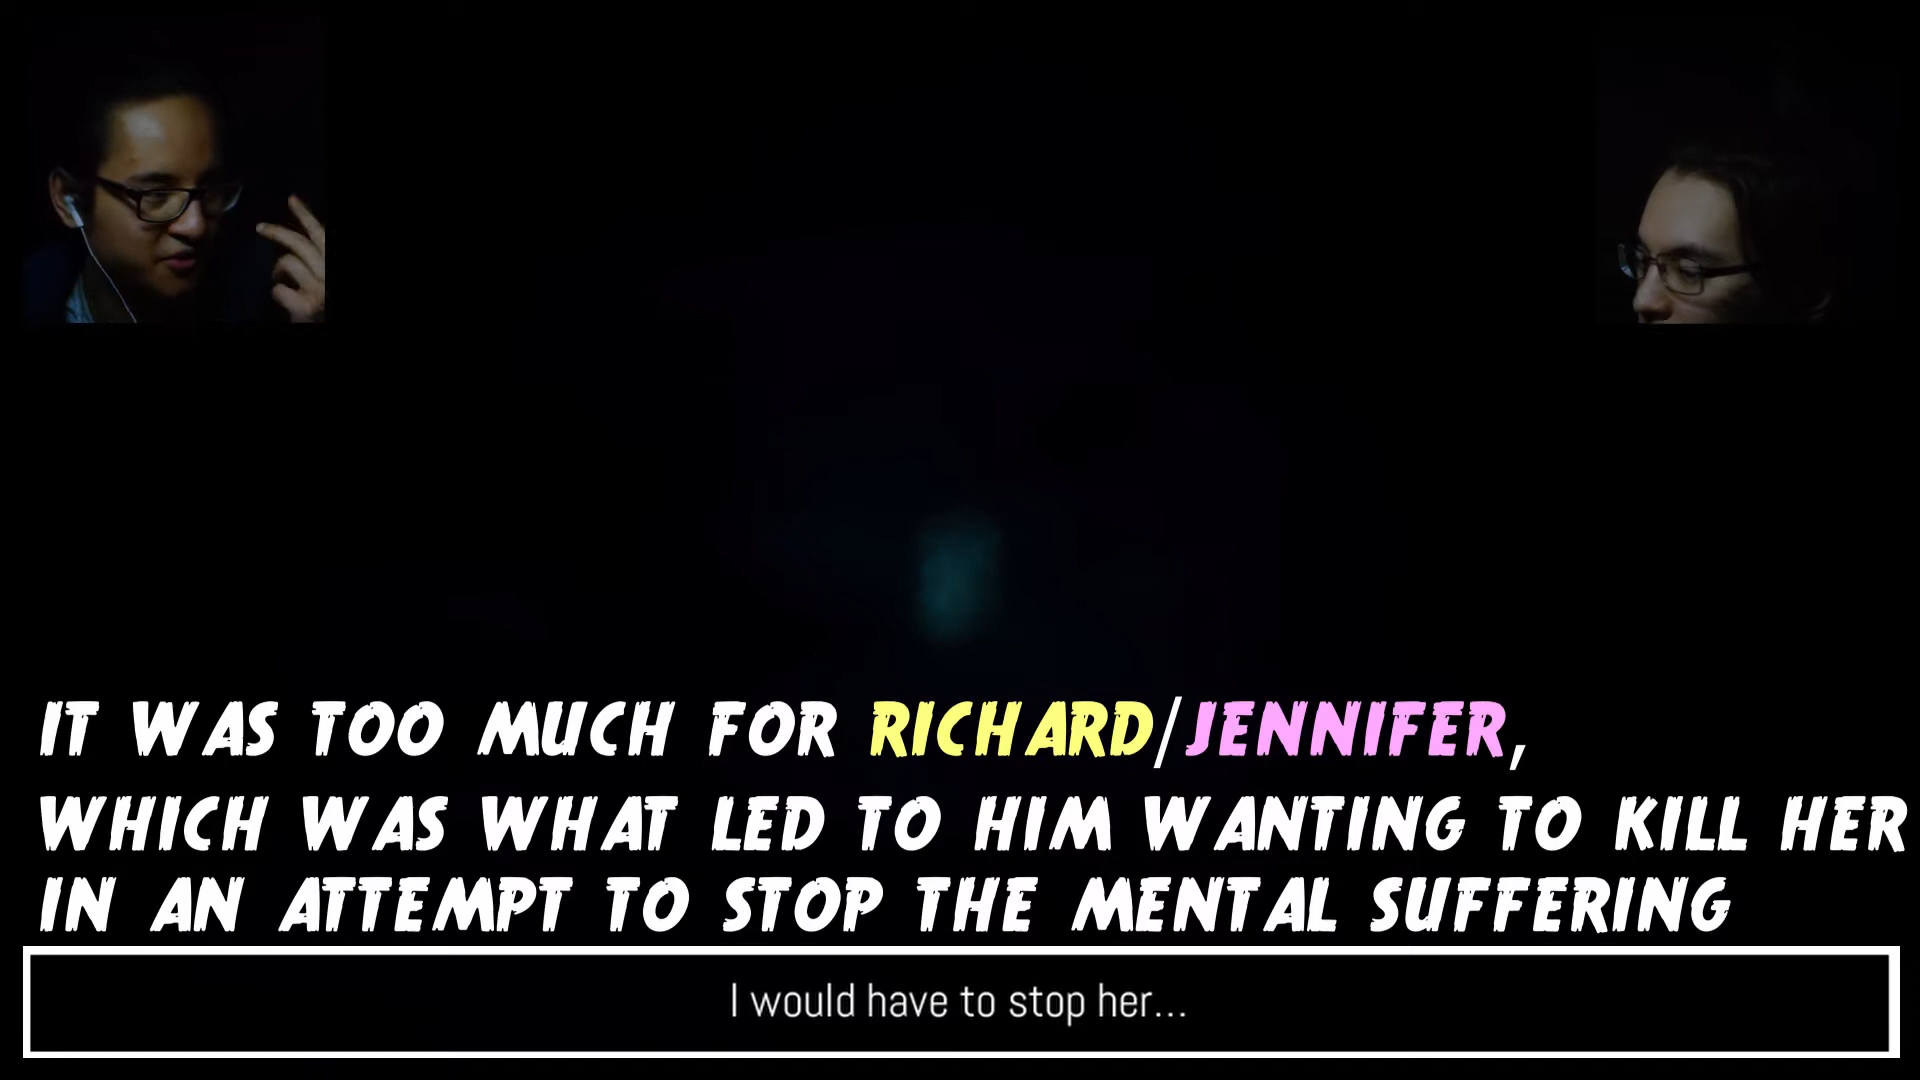 IT WAS TOO MUCH FOR RICHARD/JENNIFER,
WHICH WAS WHAT LED TO HIM WANTING TO KILL HER
IN AN ATTEMPT TO STOP THE MENTAL SUFFERING
I would have to stop her...